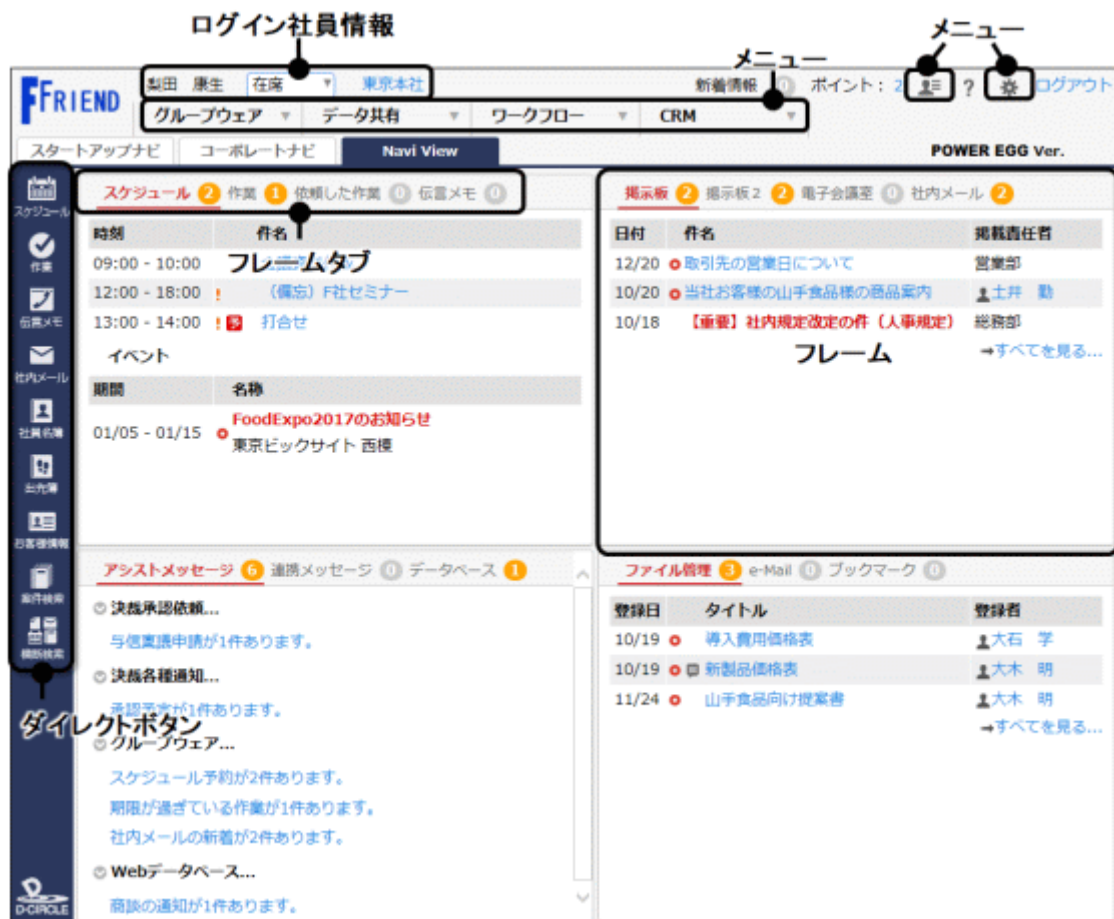 ログイン社員情報
メニュー
メニュー
FRIEND
梨田 康生 在席 東京本社
新着情報 0 ポイント： 2 ? ログアウト
グループウェア データ共有 ワークフロー CRM
スタートアップナビ コーポレートナビ Navi View
POWER EGG Ver.
スケジュール
作業
伝言メモ
社内メール
社員名簿
出先簿
お客様情報
案件検索
横断検索
ダイレクトボタン
D-CIRCLE
スケジュール 2 作業 1 依頼した作業 0 伝言メモ 0
時刻 件名
フレームタブ
09:00 - 10:00
12:00 - 18:00 ! （備忘）F社セミナー
13:00 - 14:00 ! 予 打合せ
イベント
期間 名称
01/05 - 01/15 FoodExpo2017のお知らせ
東京ビックサイト 西棟
掲示板 2 掲示板2 2 電子会議室 0 社内メール 2
日付 件名 掲載責任者
12/20 取引先の営業日について 営業部
10/20 当社お客様の山手食品様の商品案内 土井 勤
10/18 【重要】社内規定改定の件（人事規定） 総務部
フレーム
→すべてを見る...
アシストメッセージ 6 連携メッセージ 0 データベース 1
決裁承認依頼...
与信稟議申請が1件あります。
決裁各種通知...
承認予定が1件あります。
グループウェア...
スケジュール予約が2件あります。
期限が過ぎている作業が1件あります。
社内メールの新着が2件あります。
Webデータベース...
商談の通知が1件あります。
ファイル管理 3 e-Mail 0 ブックマーク 0
登録日 タイトル 登録者
10/19 導入費用価格表 大石 学
10/19 新製品価格表 大木 明
11/24 山手食品向け提案書 大木 明
→すべてを見る...